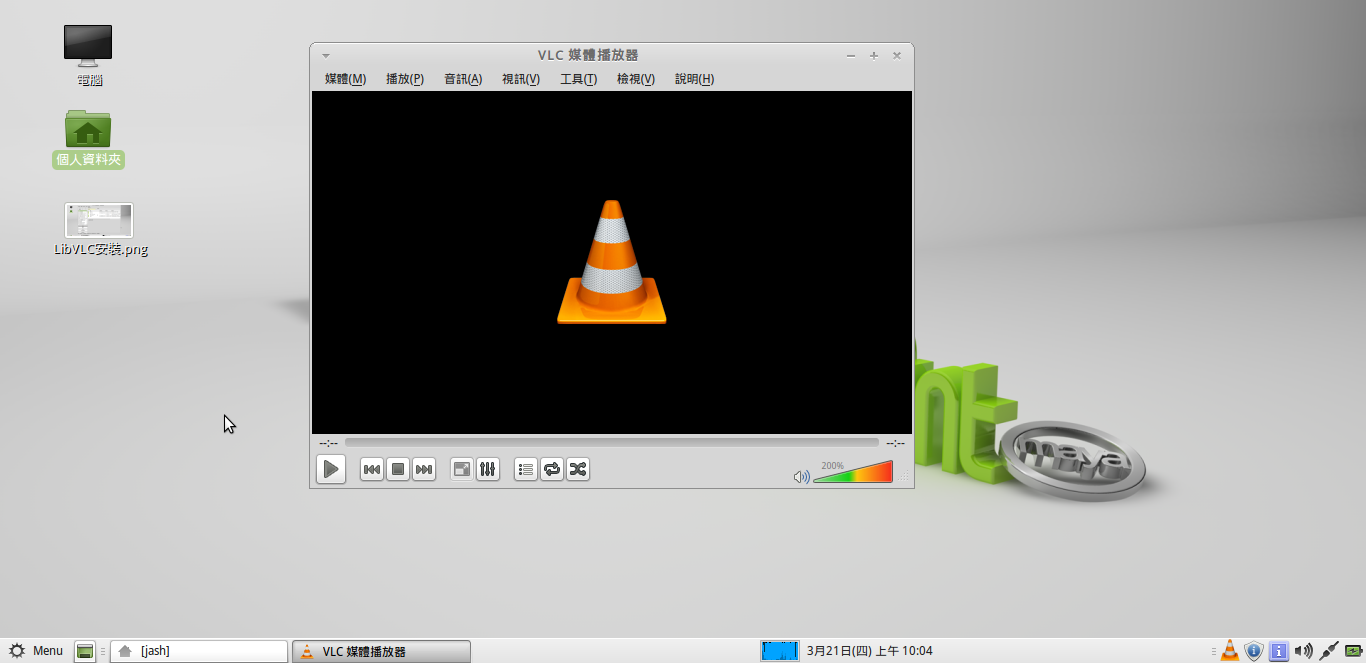 電腦
個人資料夾
LibVLC安裝.png
VLC 媒體播放器
媒體(M) 播放(P) 音訊(A) 視訊(V) 工具(T) 檢視(V) 說明(H)
--:-- --:--
200%
nt
maya
Menu [jash] VLC 媒體播放器 3月21日(四) 上午 10:04